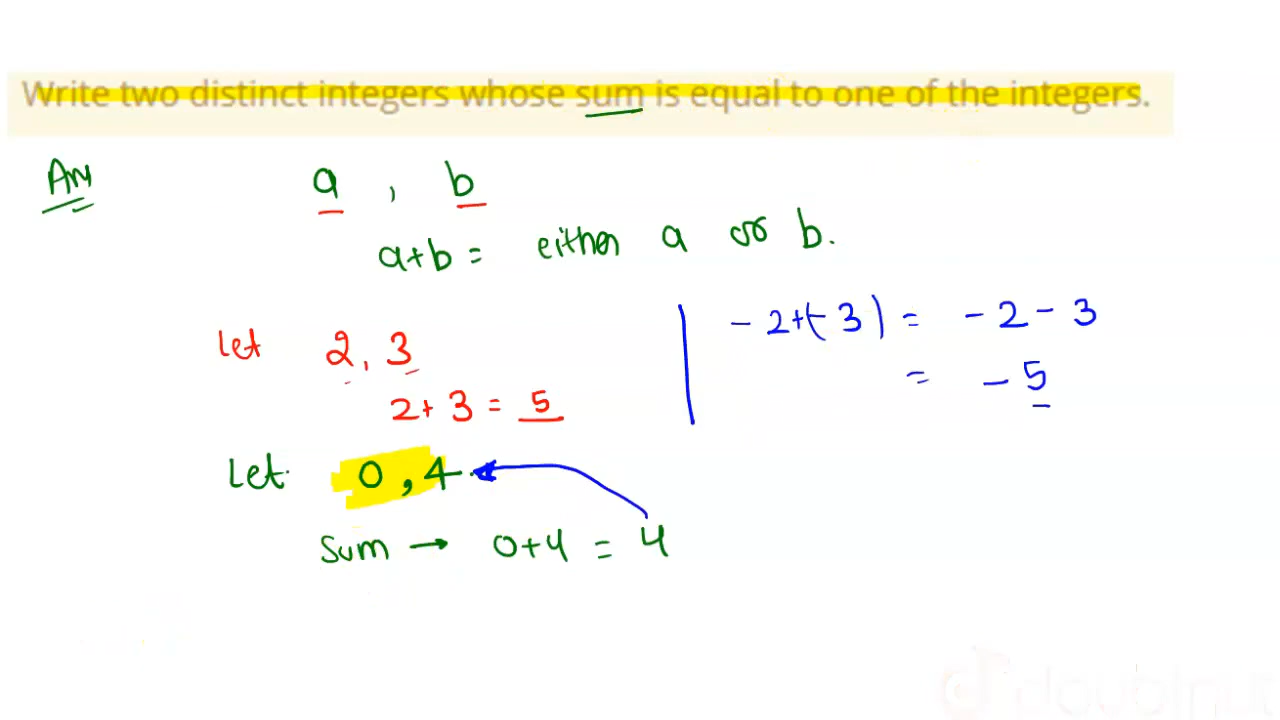 Write two distinct integers whose sum is equal to one of the integers.
Ans
a , b
a+b = either a or b.
let 2, 3
2+ 3 = 5
-2+(-3) = -2-3
= -5
Let 0,4
Sum → 0+4 = 4
doubtnut